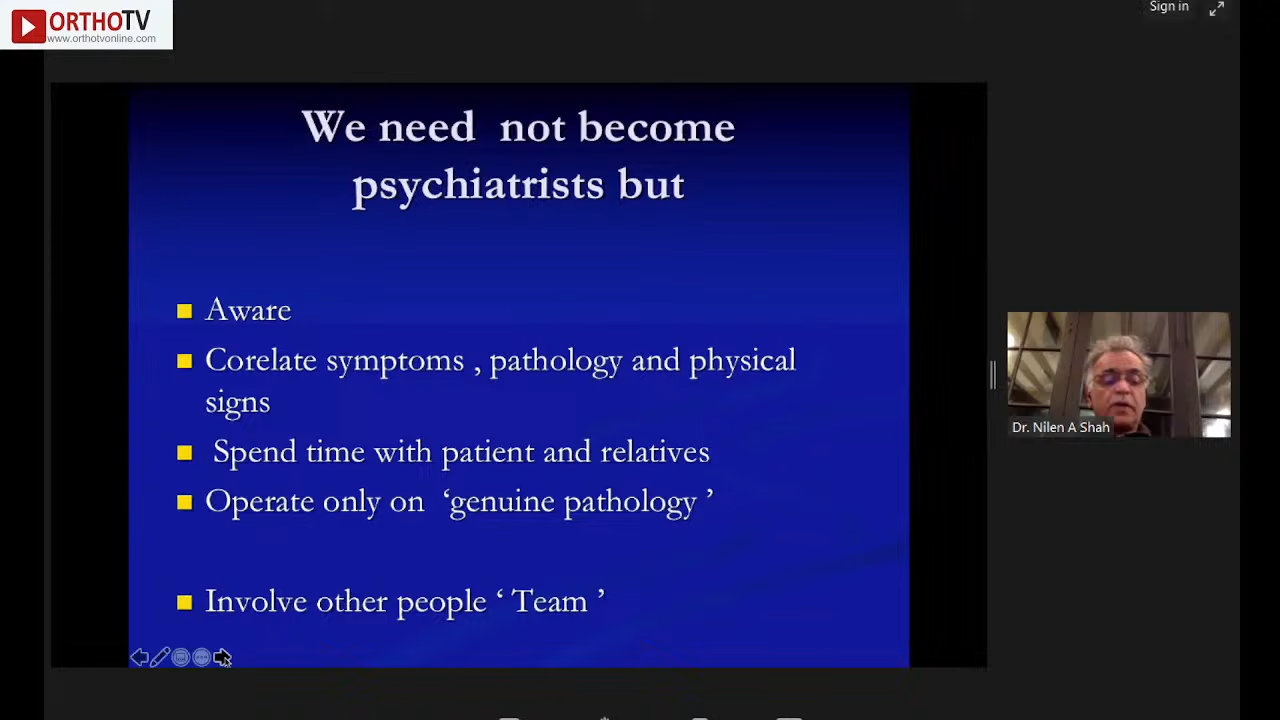 ORTHOTV
www.orthotvonline.com
Sign in
We need not become
psychiatrists but
Aware
Corelate symptoms , pathology and physical
signs
Spend time with patient and relatives
Operate only on ‘genuine pathology ’
Involve other people ‘ Team ’
Dr. Nilen A Shah